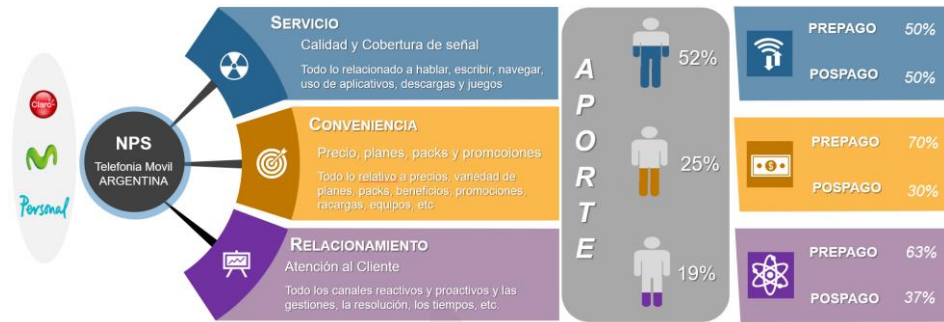 Claro
Personal
NPS
Telefonia Movil
ARGENTINA
SERVICIO
Calidad y Cobertura de señal
Todo lo relacionado a hablar, escribir, navegar,
uso de aplicativos, descargas y juegos
CONVENIENCIA
Precio, planes, packs y promcoiones
Todo lo relativo a precios, variedad de
planes, packs, beneficios, promociones,
racargas, equipos, etc
RELACIONAMIENTO
Atención al Cliente
Todo los canales reactivos y proactivos y las
gestiones, la resolución, los tiempos, etc.
APORTE
52%
25%
19%
PREPAGO 50%
POSPAGO 50%
PREPAGO 70%
POSPAGO 30%
PREPAGO 63%
POSPAGO 37%